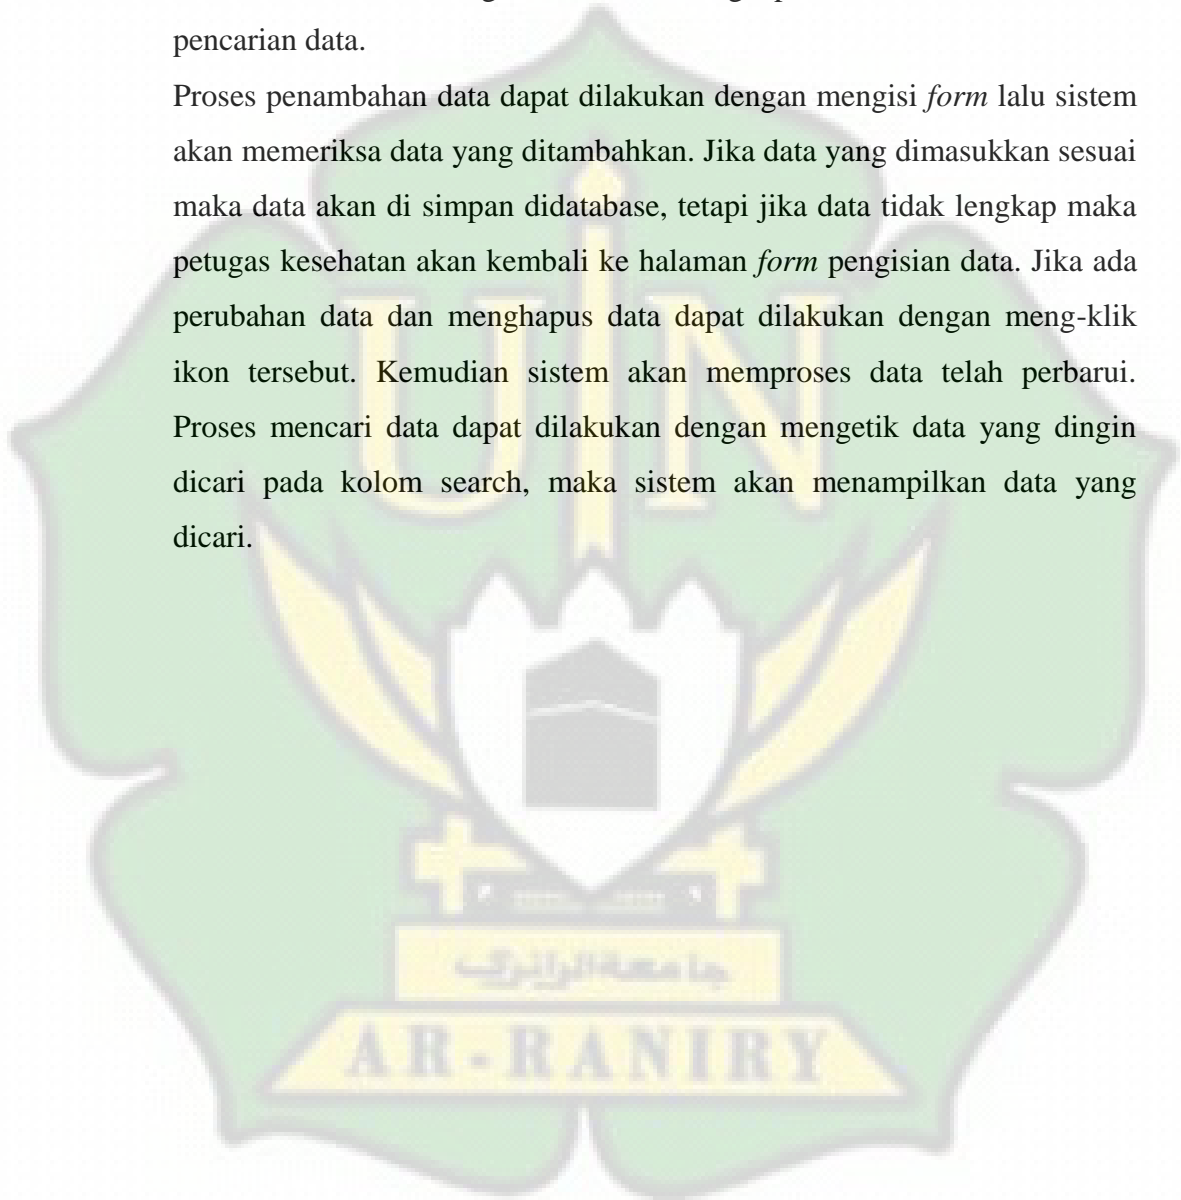 pencarian data.
Proses penambahan data dapat dilakukan dengan mengisi form lalu sistem
akan memeriksa data yang ditambahkan. Jika data yang dimasukkan sesuai
maka data akan di simpan didatabase, tetapi jika data tidak lengkap maka
petugas kesehatan akan kembali ke halaman form pengisian data. Jika ada
perubahan data dan menghapus data dapat dilakukan dengan meng-klik
ikon tersebut. Kemudian sistem akan memproses data telah perbarui.
Proses mencari data dapat dilakukan dengan mengetik data yang dingin
dicari pada kolom search, maka sistem akan menampilkan data yang
dicari.
UIN
جامعة الرانري
AR-RANIRY